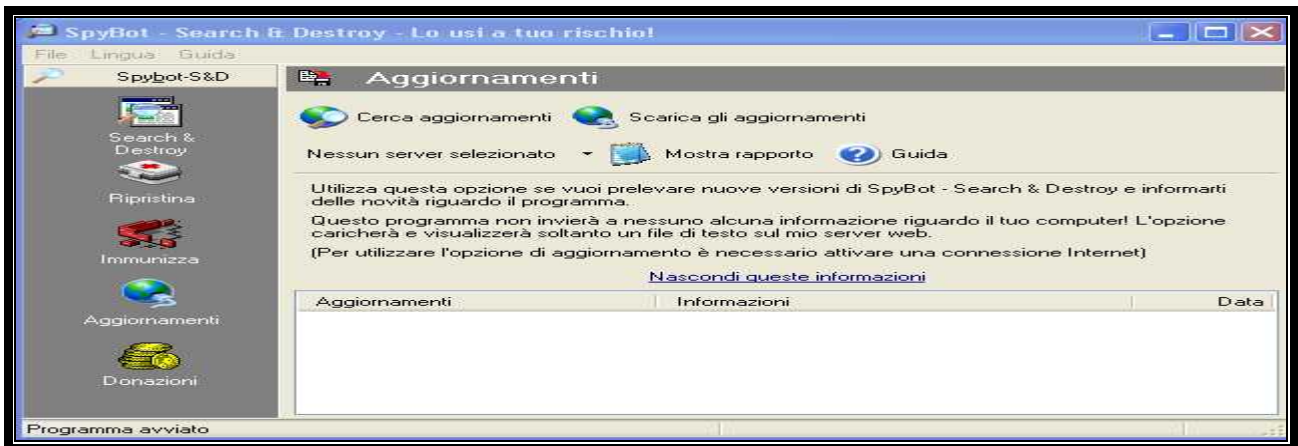 SpyBot - Search & Destroy - Lo usi a tuo rischio!
File Lingua Guida
Spybot-S&D
Search &
Destroy
Ripristina
Immunizza
Aggiornamenti
Donazioni
Aggiornamenti
Cerca aggiornamenti Scarica gli aggiornamenti
Nessun server selezionato Mostra rapporto Guida
Utilizza questa opzione se vuoi prelevare nuove versioni di SpyBot - Search & Destroy e informarti
delle novità riguardo il programma.
Questo programma non invierà a nessuno alcuna informazione riguardo il tuo computer! L'opzione
caricherà e visualizzerà soltanto un file di testo sul mio server web.
(Per utilizzare l'opzione di aggiornamento è necessario attivare una connessione Internet)
Nascondi queste informazioni
Aggiornamenti Informazioni Data
Programma avviato